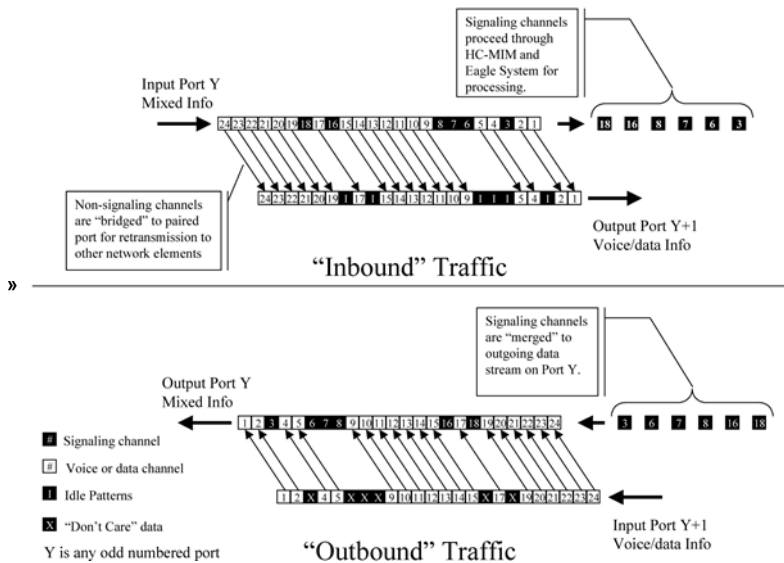 Signaling channels
proceed through
HC-MIM and
Eagle System for
processing.
Input Port Y
Mixed Info
24 23 22 21 20 19 18 17 16 15 14 13 12 11 10 9 8 7 6 5 4 3 2 1
18 16 8 7 6 3
24 23 22 21 20 19 I 17 I 15 14 13 12 11 10 9 I I I 5 4 I 2 1
Non-signaling channels
are “bridged” to paired
port for retransmission to
other network elements
Output Port Y+1
Voice/data Info
“Inbound” Traffic
»
Signaling channels
are “merged” to
outgoing data
stream on Port Y.
Output Port Y
Mixed Info
1 2 3 4 5 6 7 8 9 10 11 12 13 14 15 16 17 18 19 20 21 22 23 24
3 6 7 8 16 18
# Signaling channel
# Voice or data channel
I Idle Patterns
X “Don’t Care” data
Y is any odd numbered port
1 2 X 4 5 X X X 9 10 11 12 13 14 15 X 17 X 19 20 21 22 23 24
Input Port Y+1
Voice/data Info
“Outbound” Traffic